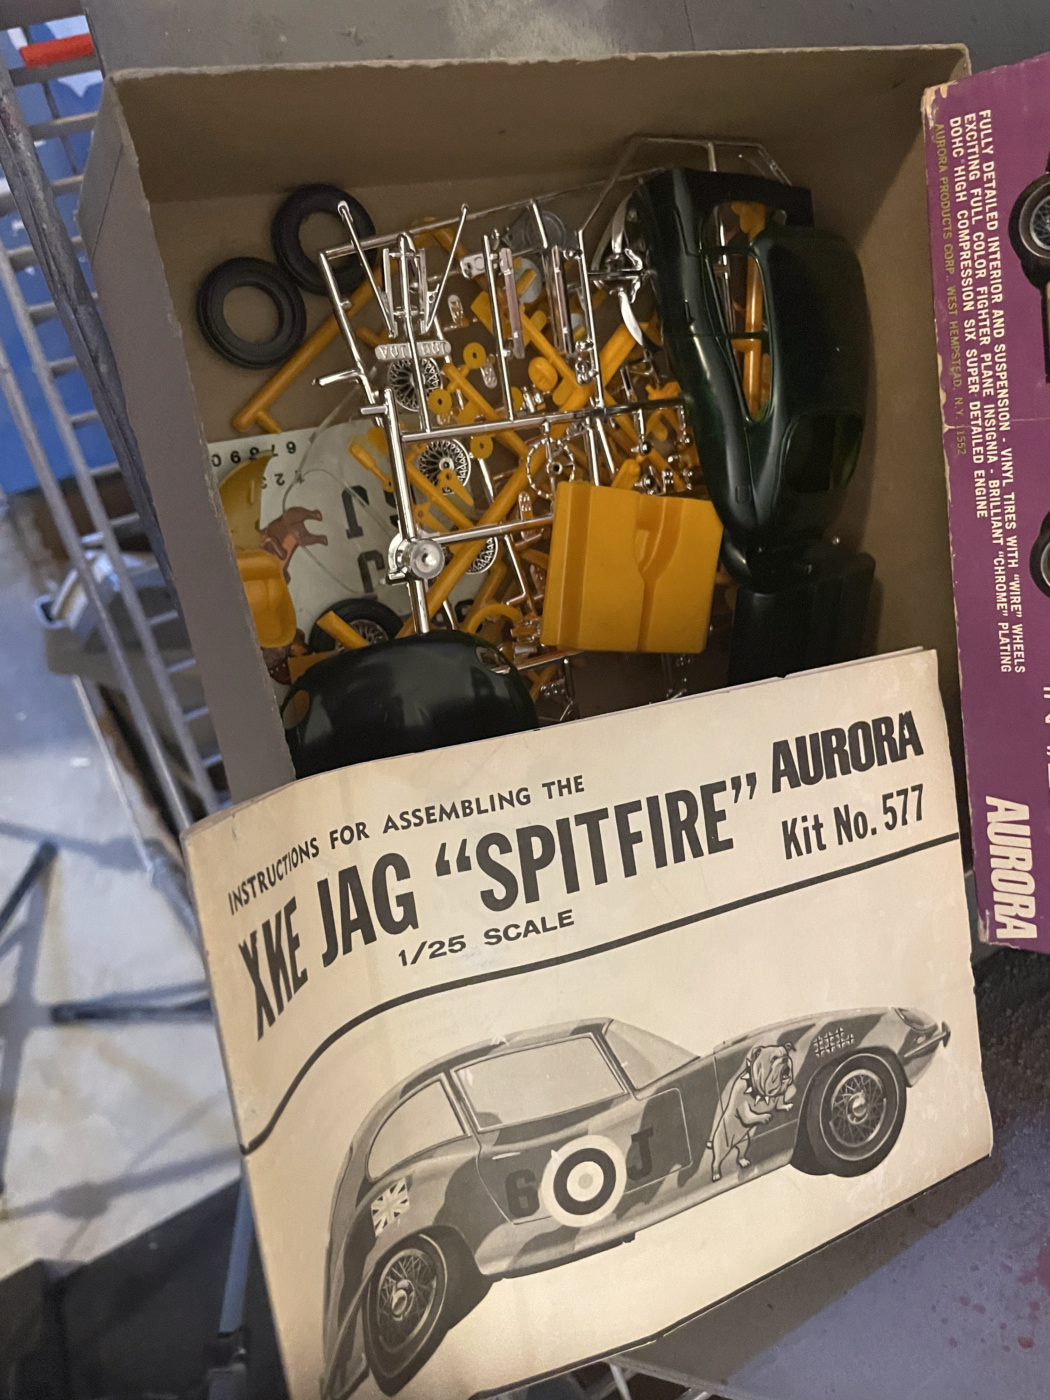 INSTRUCTIONS FOR ASSEMBLING THE
XKE JAG “SPITFIRE”
1/25 SCALE
AURORA
Kit No. 577
6 J
FULLY DETAILED INTERIOR AND SUSPENSION - VINYL TIRES WITH “WIRE” WHEELS
EXCITING FULL COLOR FIGHTER PLANE INSIGNIA - BRILLIANT “CHROME” PLATING
DOHC HIGH COMPRESSION SIX SUPER DETAILED ENGINE
AURORA PRODUCTS CORP., WEST HEMPSTEAD, N.Y. 11552
AURORA
67890
J